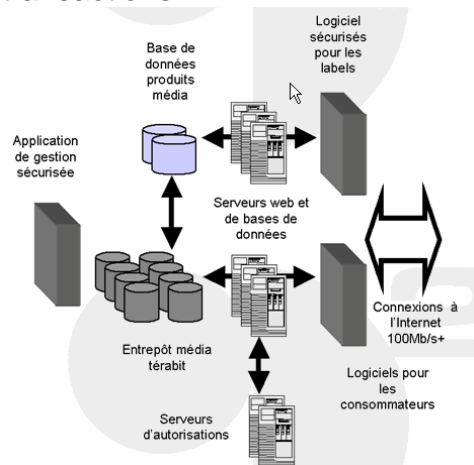 Logiciel
sécurisés
pour les
labels
Base de
données
produits
média
Application
de gestion
sécurisée
Serveurs web et
de bases de
données
Connexions à
l'Internet
100Mb/s+
Entrepôt média
térabit
Logiciels pour
les
consommateurs
Serveurs
d'autorisations